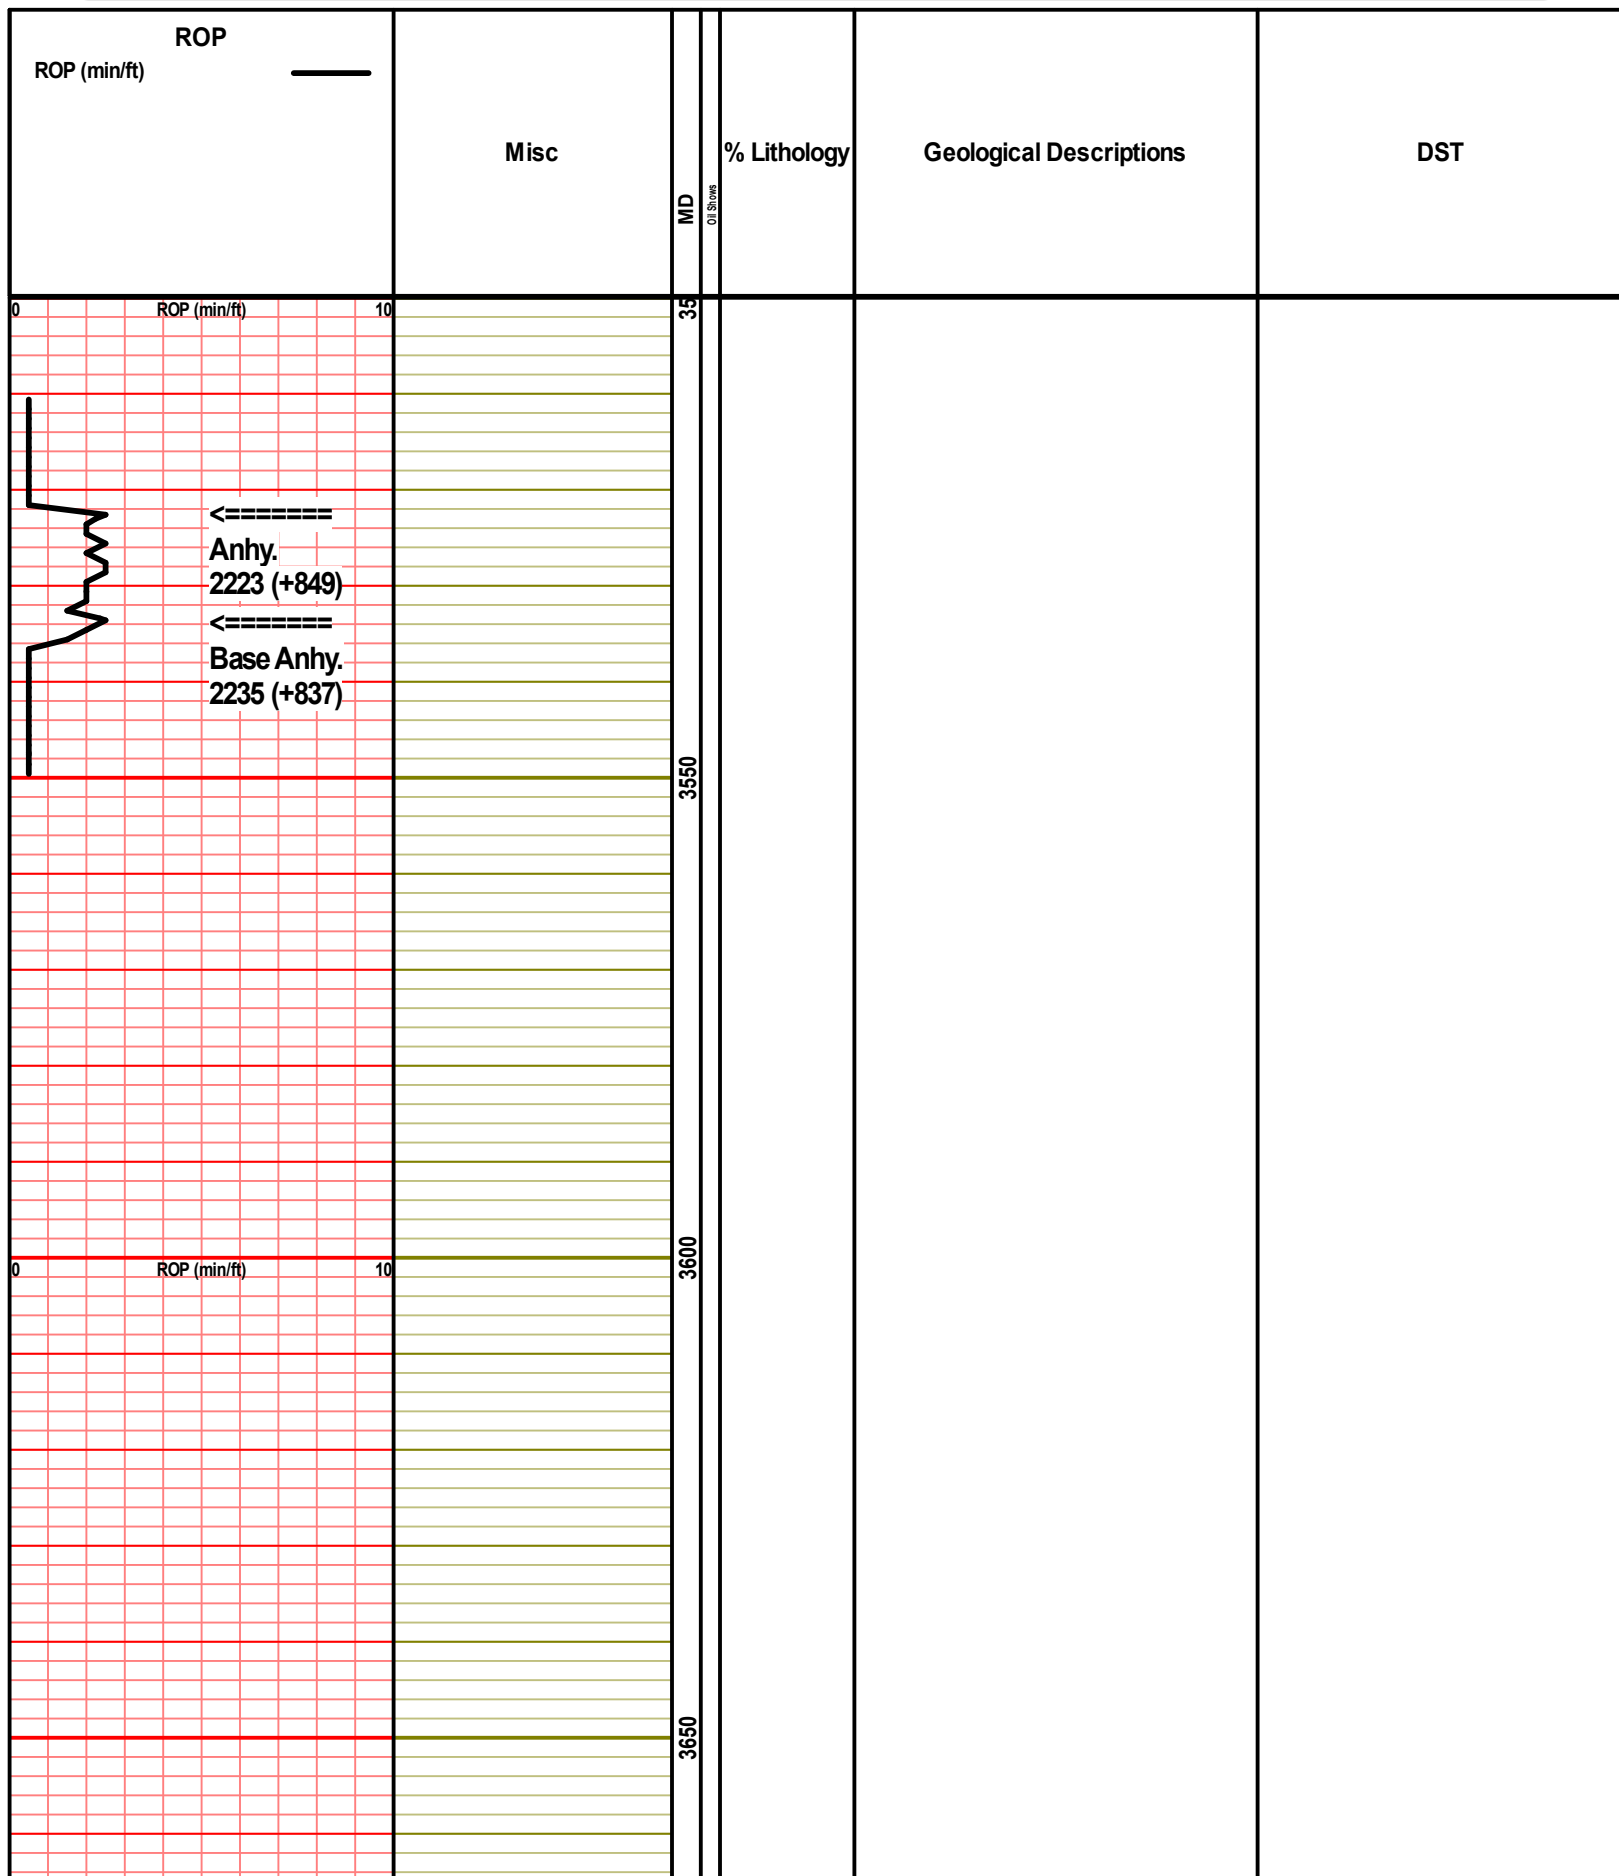 ROP
ROP (min/ft)
Misc
MD
Oil Shows
% Lithology
Geological Descriptions
DST
0 ROP (min/ft) 10
35
<=======
Anhy.
2223 (+849)
<=======
Base Anhy.
2235 (+837)
3550
3600
0 ROP (min/ft) 10
3650